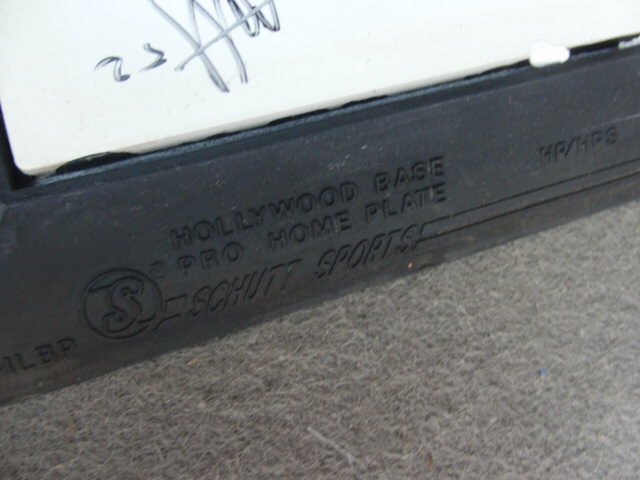 HOLLYWOOD BASE
® PRO HOME PLATE
S SCHUTT SPORTS
HP/HPS